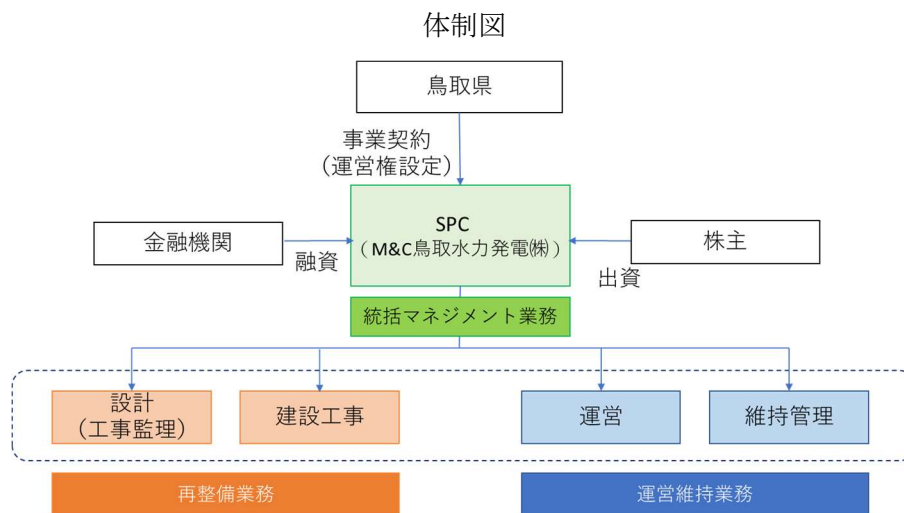 体制図
鳥取県
事業契約
(運営権設定)
SPC
（M&C鳥取水力発電㈱）
金融機関
融資
株主
出資
統括マネジメント業務
設計
(工事監理)
建設工事
運営
維持管理
再整備業務
運営維持業務